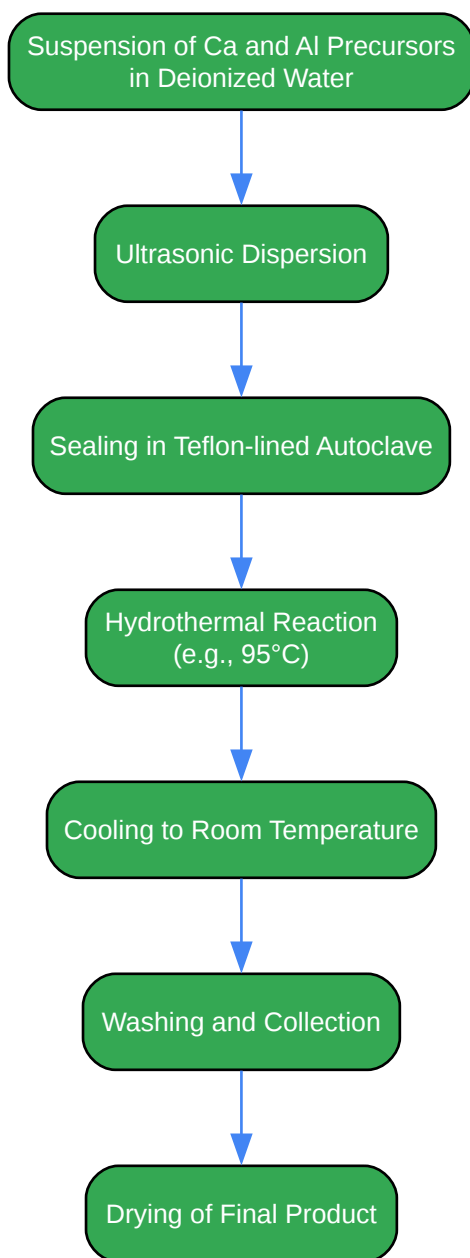 Suspension of Ca and Al Precursors
in Deionized Water
Ultrasonic Dispersion
Sealing in Teflon-lined Autoclave
Hydrothermal Reaction
(e.g., 95°C)
Cooling to Room Temperature
Washing and Collection
Drying of Final Product